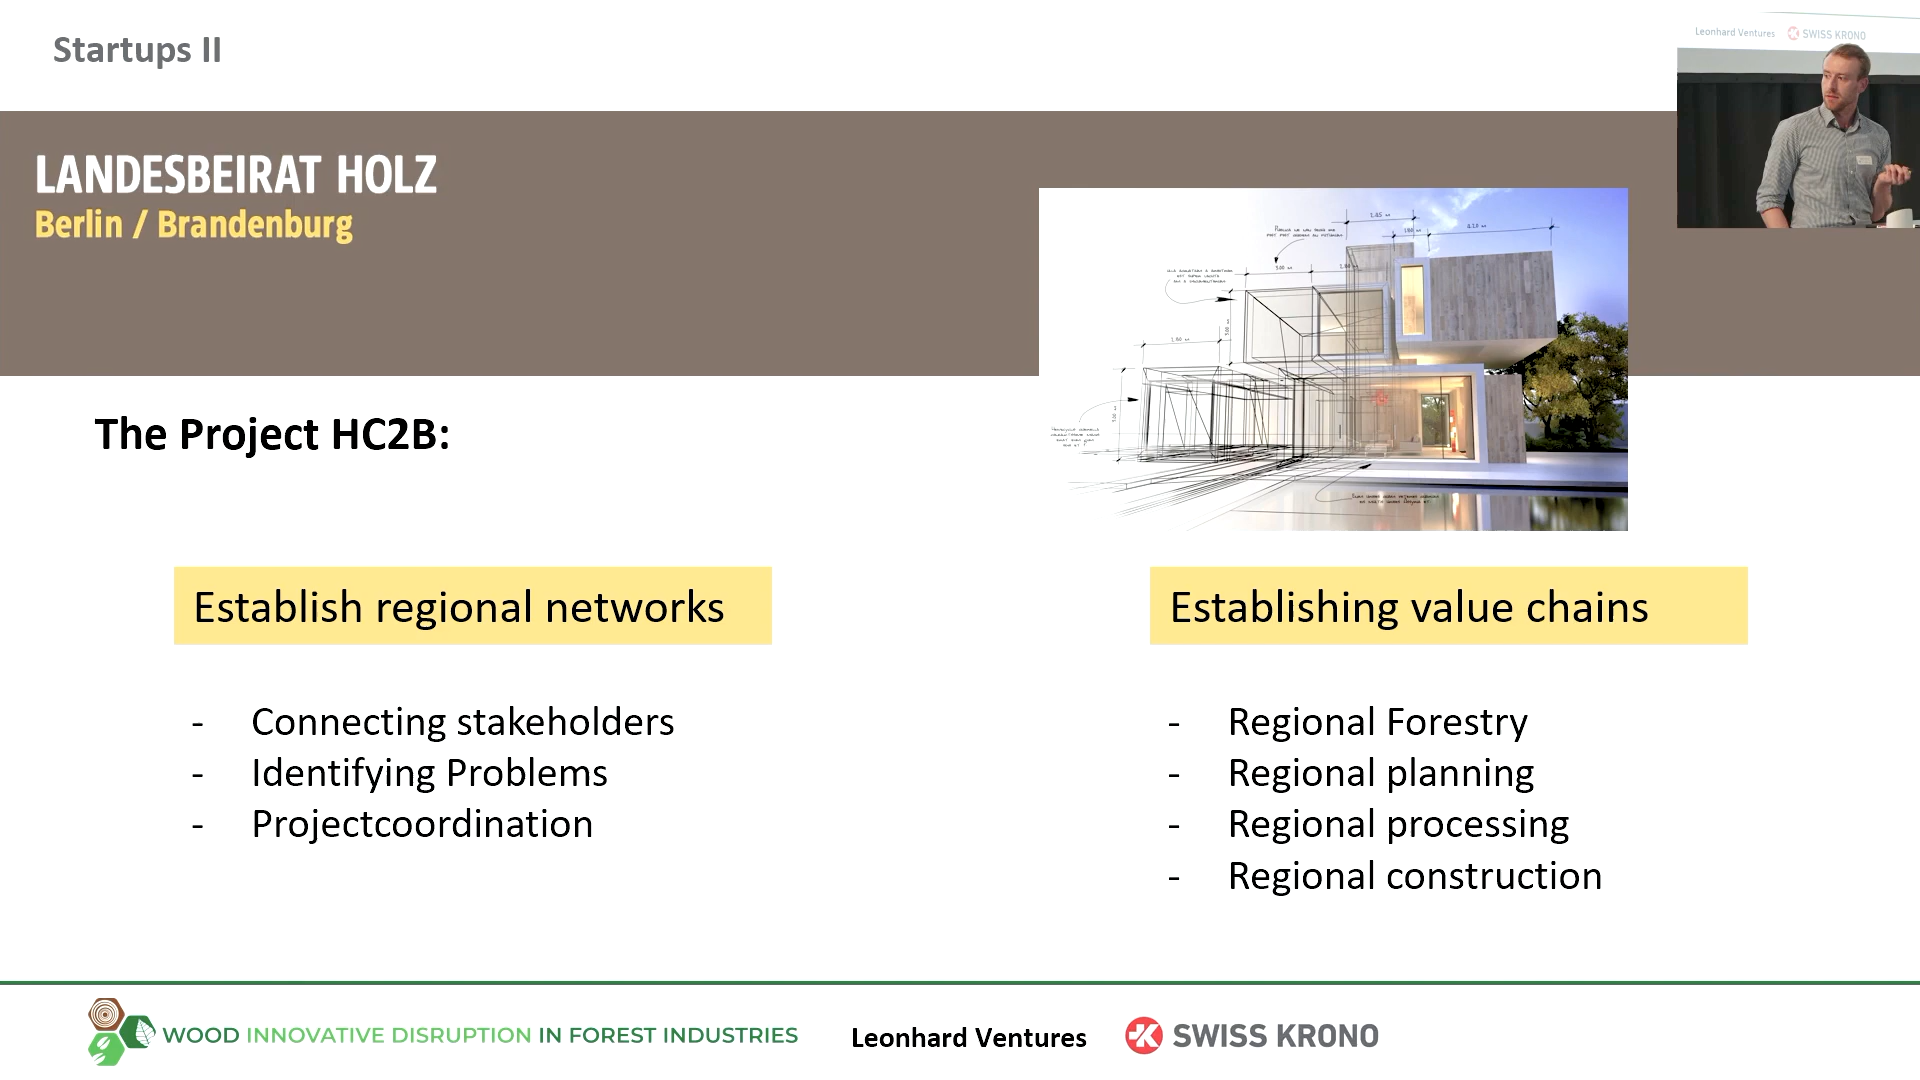 Startups II
Leonhard Ventures SWISS KRONO
LANDESBEIRAT HOLZ
Berlin / Brandenburg
The Project HC2B:
Establish regional networks
- Connecting stakeholders
- Identifying Problems
- Projectcoordination
Establishing value chains
- Regional Forestry
- Regional planning
- Regional processing
- Regional construction
WOOD INNOVATIVE DISRUPTION IN FOREST INDUSTRIES
Leonhard Ventures
SWISS KRONO